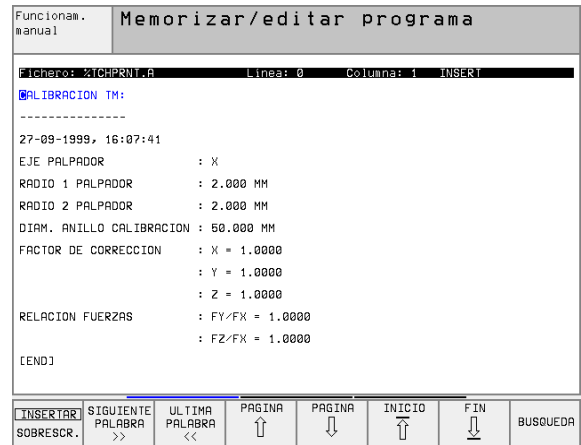 Funcionam.
manual
Memorizar/editar programa
Fichero: %TCHPRNT.A Línea: 0 Columna: 1 INSERT
CALIBRACION TM:
---------------
27-09-1999, 16:07:41
EJE PALPADOR : X
RADIO 1 PALPADOR : 2.000 MM
RADIO 2 PALPADOR : 2.000 MM
DIAM. ANILLO CALIBRACION : 50.000 MM
FACTOR DE CORRECCION : X = 1.0000
: Y = 1.0000
: Z = 1.0000
RELACION FUERZAS : FY/FX = 1.0000
: FZ/FX = 1.0000
[END]
INSERTAR
SOBRESCR.
SIGUIENTE
PALABRA
>>
ULTIMA
PALABRA
<<
PAGINA
⇧
PAGINA
⇩
INICIO
FIN
BUSQUEDA